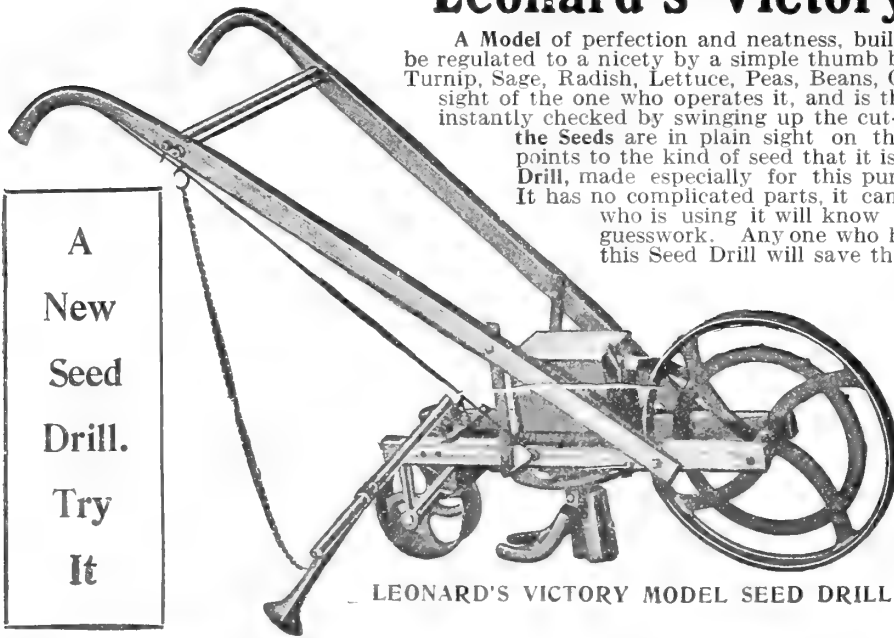 Leonard's Victory
A Model of perfection and neatness, buil
be regulated to a nicety by a simple thumb b
Turnip, Sage, Radish, Lettuce, Peas, Beans,
sight of the one who operates it, and is th
instantly checked by swinging up the cut-
the Seeds are in plain sight on th
points to the kind of seed that it is
Drill, made especially for this pur
It has no complicated parts, it can
who is using it will know
guesswork. Any one who b
this Seed Drill will save th
A
New
Seed
Drill.
Try
It
LEONARD'S VICTORY MODEL SEED DRILL